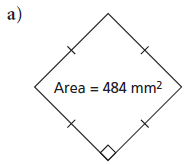 a)
Area = 484 mm²